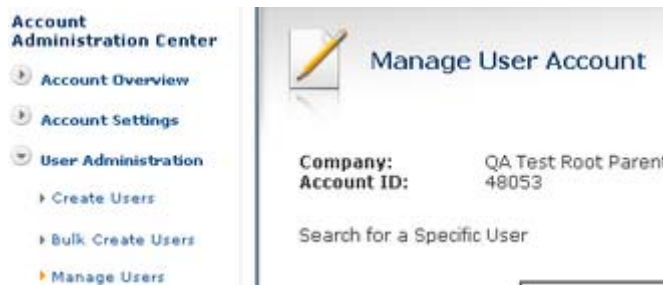 Account
Administration Center
Account Overview
Account Settings
User Administration
Create Users
Bulk Create Users
Manage Users
Manage User Account
Company: QA Test Root Parent
Account ID: 48053
Search for a Specific User